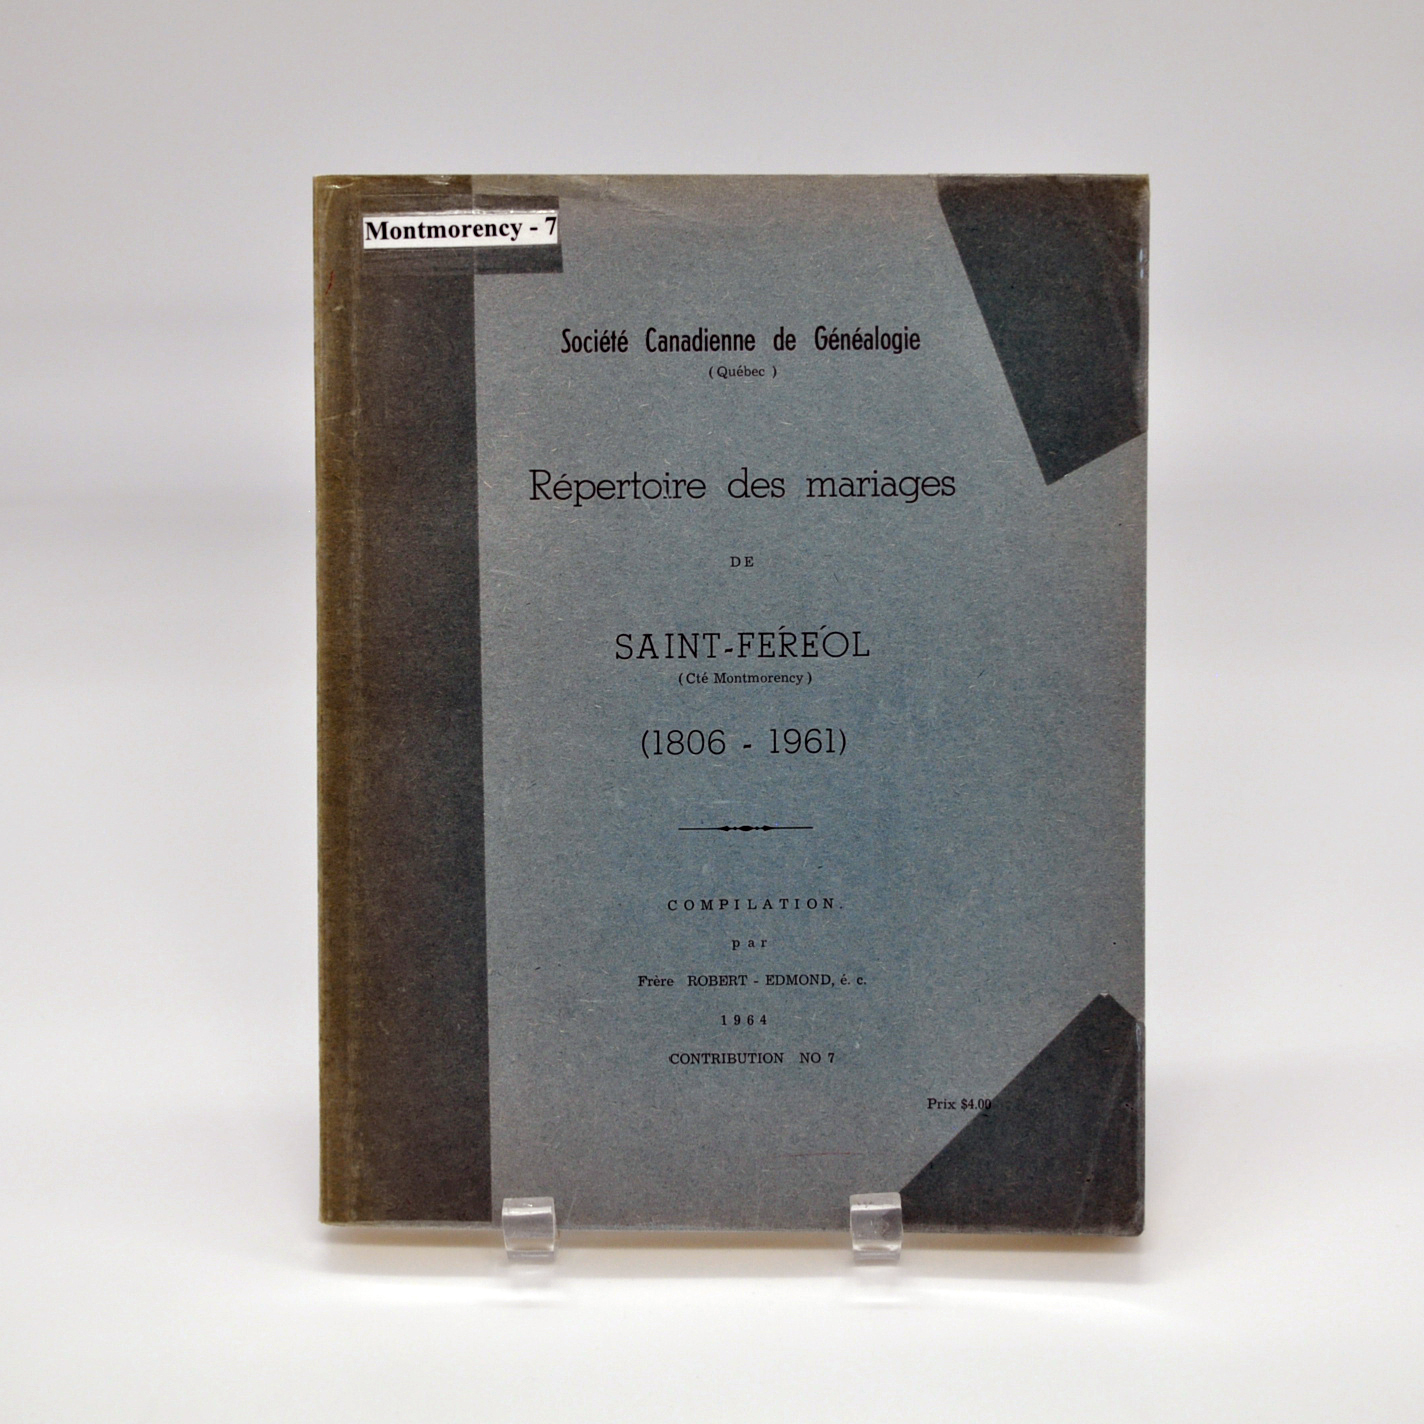 Montmorency - 7
Société Canadienne de Généalogie
( Québec )
Répertoire des mariages
DE
SAINT-FÉRÉOL
( Cté Montmorency )
(1806 - 1961)
COMPILATION.
par
Frère ROBERT - EDMOND, é. c.
1964
CONTRIBUTION NO 7
Prix $4.00